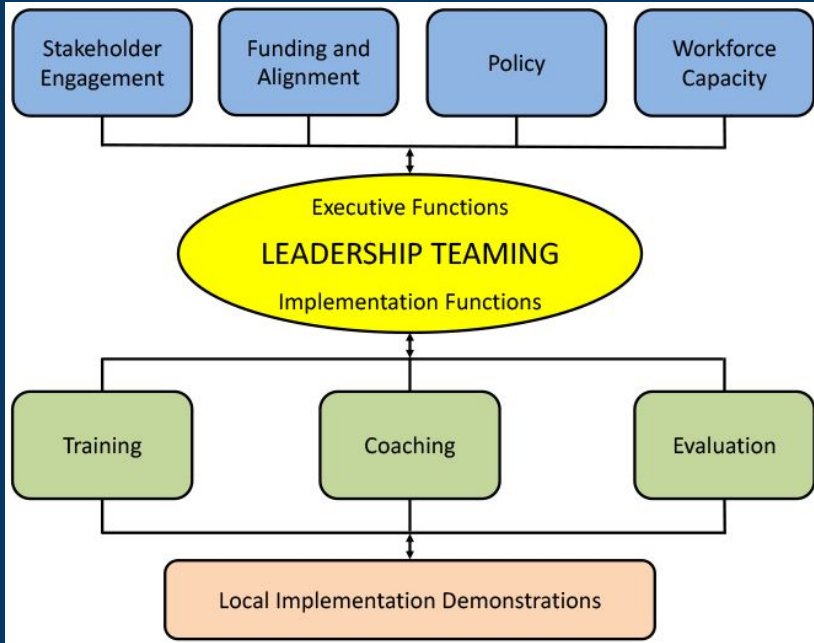 Stakeholder
Engagement
Funding and
Alignment
Policy
Workforce
Capacity
Executive Functions
LEADERSHIP TEAMING
Implementation Functions
Training
Coaching
Evaluation
Local Implementation Demonstrations